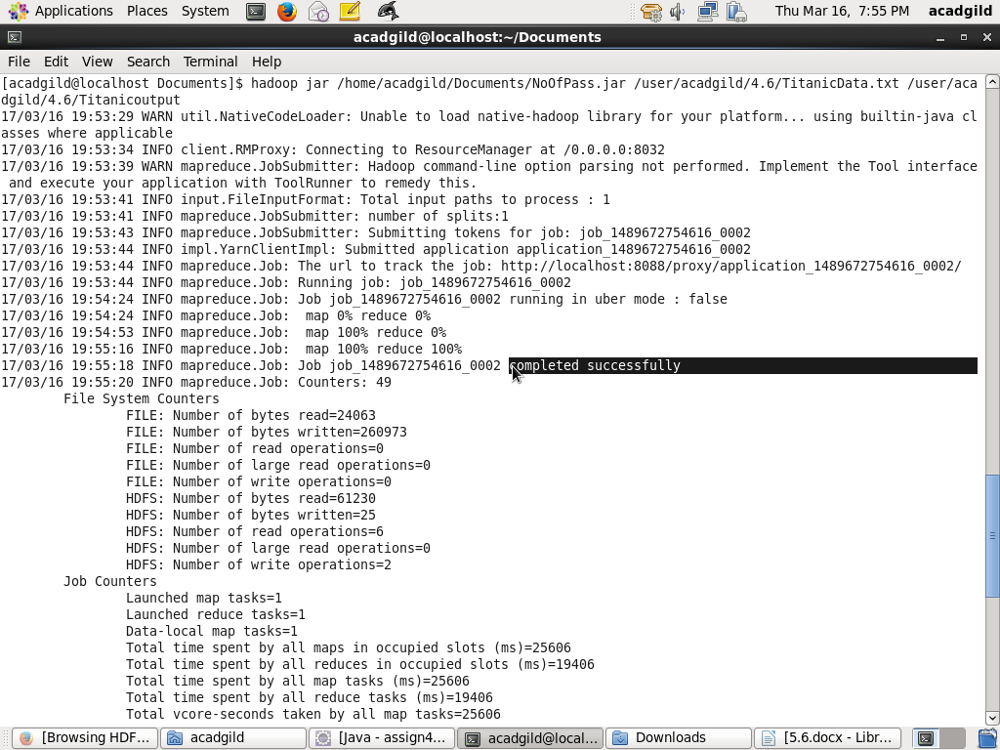 Applications Places System Thu Mar 16, 7:55 PM acadgild
acadgild@localhost:~/Documents
File Edit View Search Terminal Help
[acadgild@localhost Documents]$ hadoop jar /home/acadgild/Documents/NoOfPass.jar /user/acadgild/4.6/TitanicData.txt /user/aca
dgild/4.6/Titanicoutput
17/03/16 19:53:29 WARN util.NativeCodeLoader: Unable to load native-hadoop library for your platform... using builtin-java cl
asses where applicable
17/03/16 19:53:34 INFO client.RMProxy: Connecting to ResourceManager at /0.0.0.0:8032
17/03/16 19:53:39 WARN mapreduce.JobSubmitter: Hadoop command-line option parsing not performed. Implement the Tool interface
 and execute your application with ToolRunner to remedy this.
17/03/16 19:53:41 INFO input.FileInputFormat: Total input paths to process : 1
17/03/16 19:53:41 INFO mapreduce.JobSubmitter: number of splits:1
17/03/16 19:53:43 INFO mapreduce.JobSubmitter: Submitting tokens for job: job_1489672754616_0002
17/03/16 19:53:44 INFO impl.YarnClientImpl: Submitted application application_1489672754616_0002
17/03/16 19:53:44 INFO mapreduce.Job: The url to track the job: http://localhost:8088/proxy/application_1489672754616_0002/
17/03/16 19:53:44 INFO mapreduce.Job: Running job: job_1489672754616_0002
17/03/16 19:54:24 INFO mapreduce.Job: Job job_1489672754616_0002 running in uber mode : false
17/03/16 19:54:24 INFO mapreduce.Job:  map 0% reduce 0%
17/03/16 19:54:53 INFO mapreduce.Job:  map 100% reduce 0%
17/03/16 19:55:16 INFO mapreduce.Job:  map 100% reduce 100%
17/03/16 19:55:18 INFO mapreduce.Job: Job job_1489672754616_0002 completed successfully
17/03/16 19:55:20 INFO mapreduce.Job: Counters: 49
File System Counters
FILE: Number of bytes read=24063
FILE: Number of bytes written=260973
FILE: Number of read operations=0
FILE: Number of large read operations=0
FILE: Number of write operations=0
HDFS: Number of bytes read=61230
HDFS: Number of bytes written=25
HDFS: Number of read operations=6
HDFS: Number of large read operations=0
HDFS: Number of write operations=2
Job Counters
Launched map tasks=1
Launched reduce tasks=1
Data-local map tasks=1
Total time spent by all maps in occupied slots (ms)=25606
Total time spent by all reduces in occupied slots (ms)=19406
Total time spent by all map tasks (ms)=25606
Total time spent by all reduce tasks (ms)=19406
Total vcore-seconds taken by all map tasks=25606
[Browsing HDF... acadgild [Java - assign4... acadgild@local... Downloads [5.6.docx - Libr...